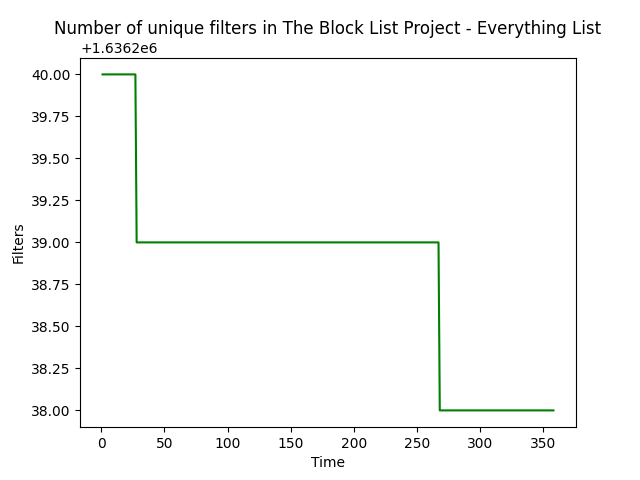 Number of unique filters in The Block List Project - Everything List
+1.6362e6
40.00
39.75
39.50
39.25
39.00
38.75
38.50
38.25
38.00
Filters
0 50 100 150 200 250 300 350
Time